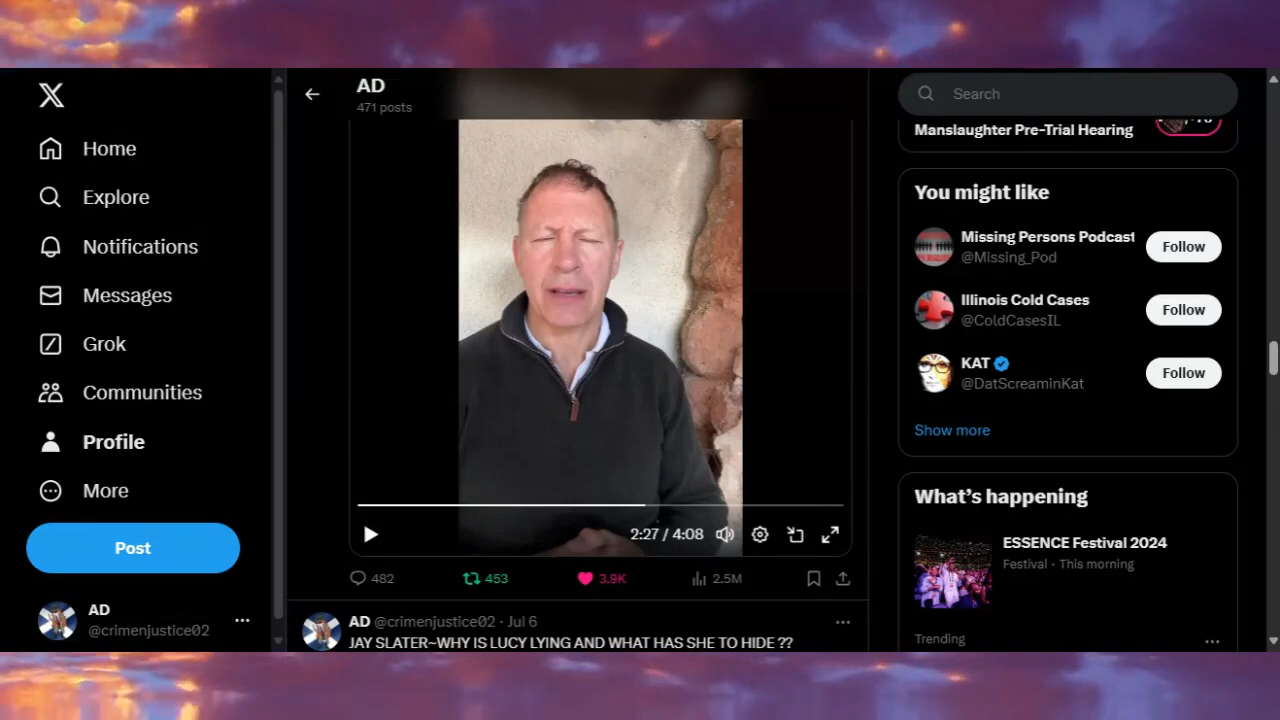 Home
Explore
Notifications
Messages
Grok
Communities
Profile
More
Post
AD
@crimenjustice02
AD
471 posts
2:27 / 4:08
482
453
3.9K
2.5M
AD @crimenjustice02 · Jul 6
JAY SLATER~WHY IS LUCY LYING AND WHAT HAS SHE TO HIDE ??
Search
Manslaughter Pre-Trial Hearing
You might like
Missing Persons Podcast
@Missing_Pod
Follow
Illinois Cold Cases
@ColdCasesIL
Follow
KAT
@DatScreaminKat
Follow
Show more
What's happening
ESSENCE Festival 2024
Festival · This morning
Trending